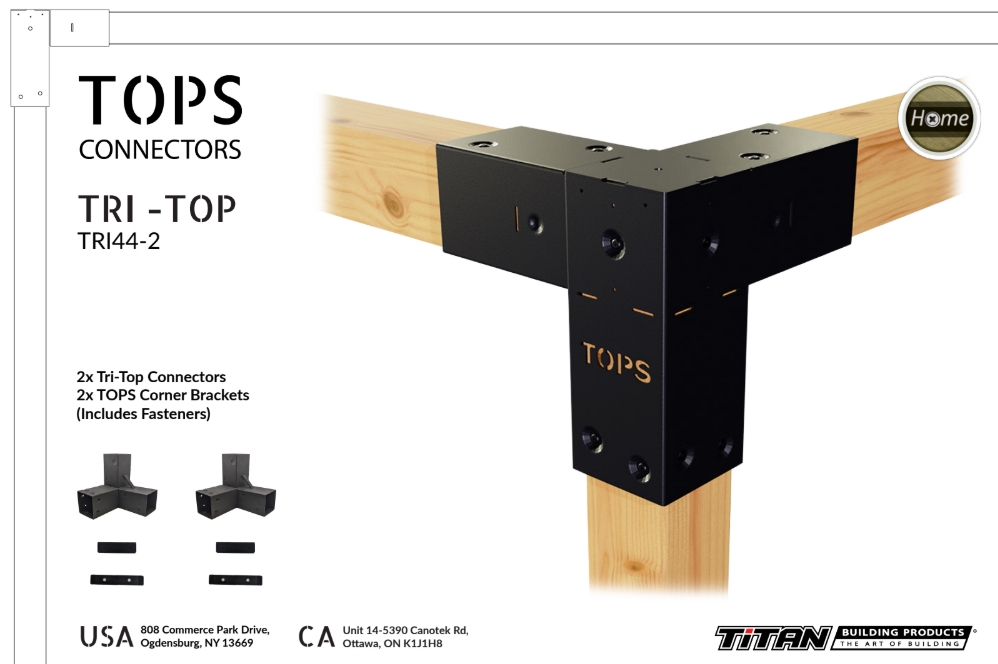 TOPS
CONNECTORS
TRI -TOP
TRI44-2
Home
TOPS
2x Tri-Top Connectors
2x TOPS Corner Brackets
(Includes Fasteners)
USA
808 Commerce Park Drive,
Ogdensburg, NY 13669
CA
Unit 14-5390 Canotek Rd,
Ottawa, ON K1J1H8
TiTAN
BUILDING PRODUCTS
THE ART OF BUILDING